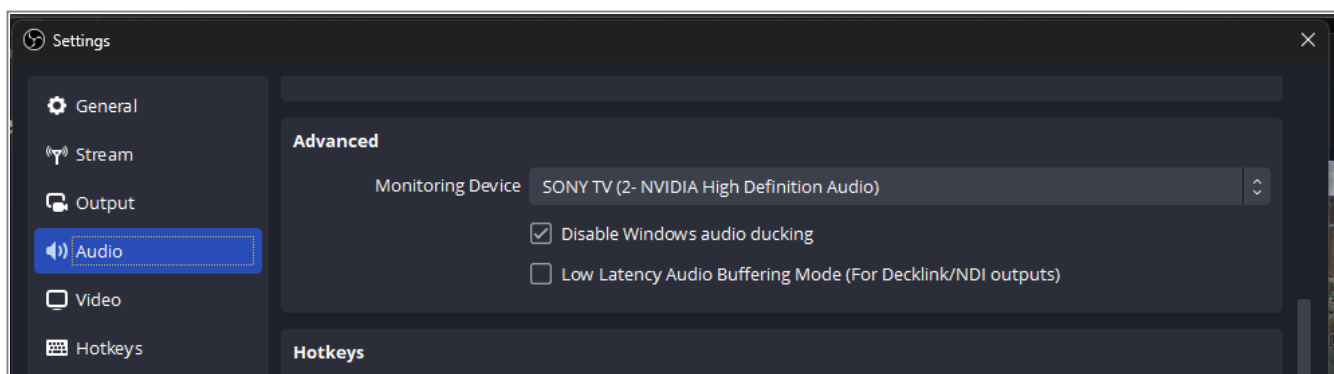 Settings
General
Stream
Output
Audio
Video
Hotkeys
Advanced
Monitoring Device SONY TV (2- NVIDIA High Definition Audio)
Disable Windows audio ducking
Low Latency Audio Buffering Mode (For Decklink/NDI outputs)
Hotkeys